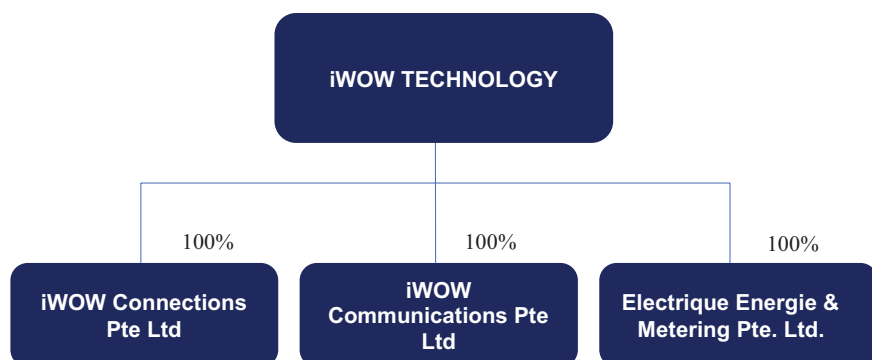 iWOW TECHNOLOGY
100%
100%
100%
iWOW Connections
Pte Ltd
iWOW
Communications Pte
Ltd
Electrique Energie &
Metering Pte. Ltd.